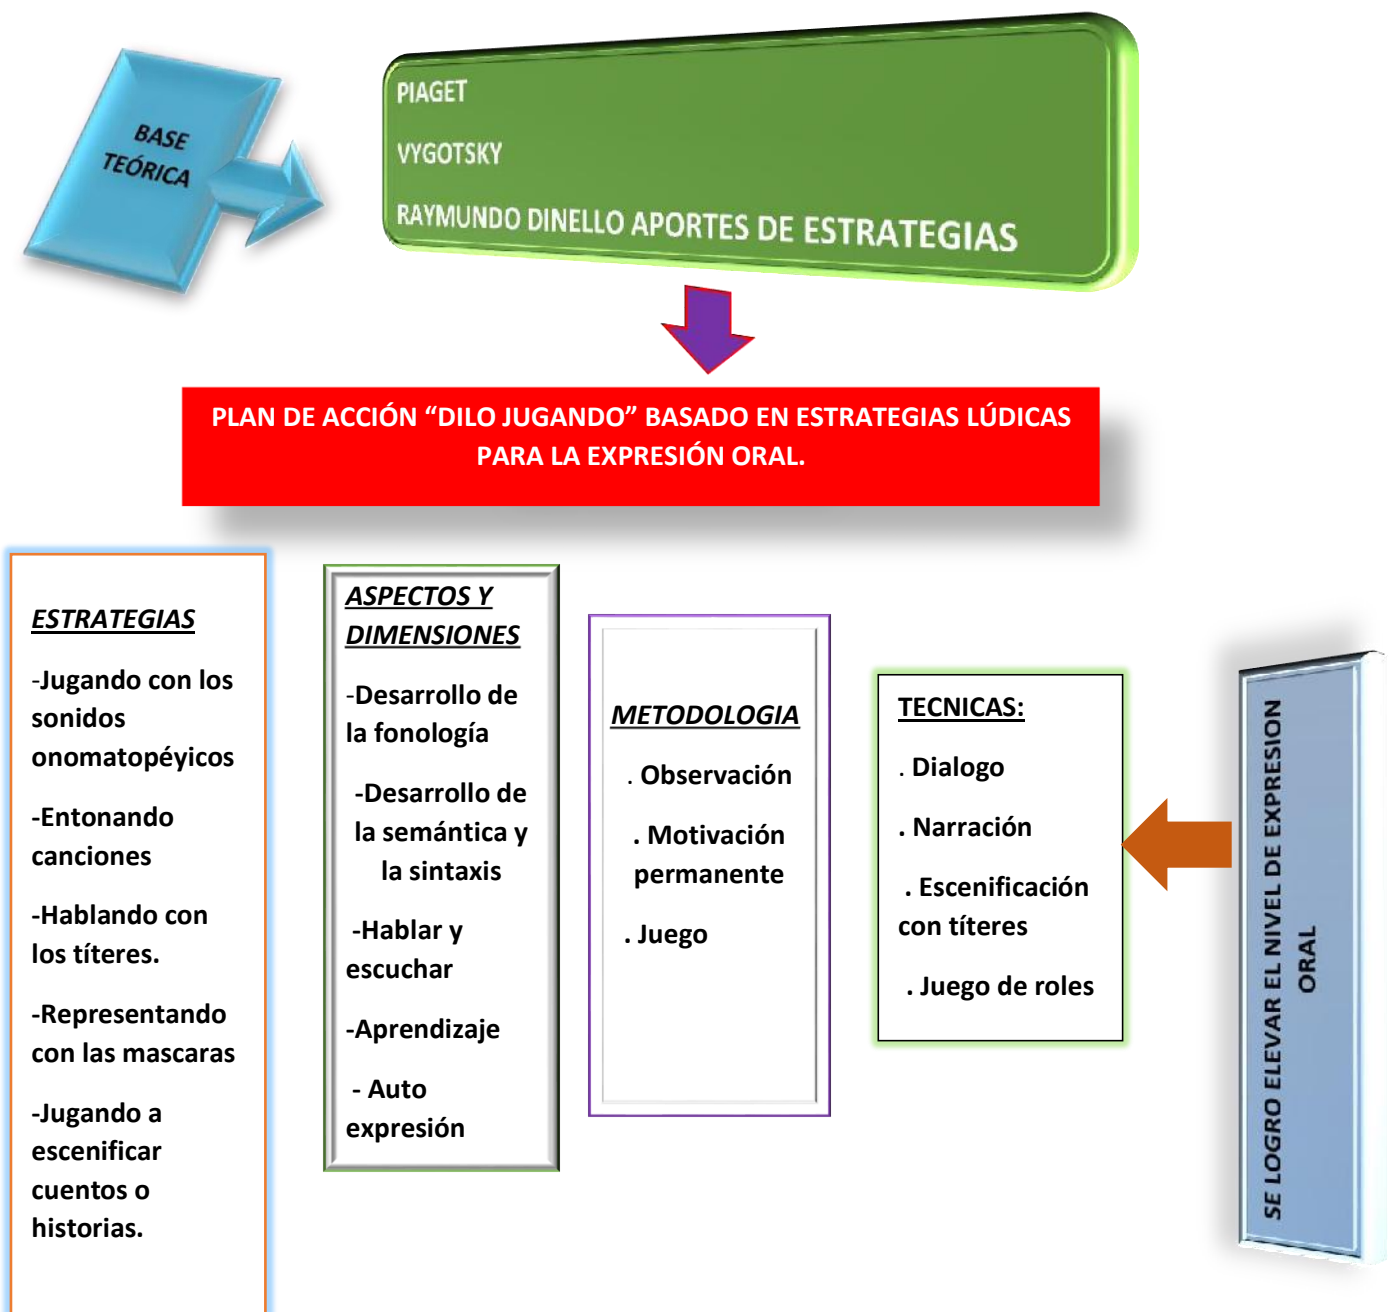 BASE
TEÓRICA
PIAGET
VYGOTSKY
RAYMUNDO DINELLO APORTES DE ESTRATEGIAS
PLAN DE ACCIÓN “DILO JUGANDO” BASADO EN ESTRATEGIAS LÚDICAS
PARA LA EXPRESIÓN ORAL.
ESTRATEGIAS
-Jugando con los
sonidos
onomatopéyicos
-Entonando
canciones
-Hablando con
los títeres.
-Representando
con las mascaras
-Jugando a
escenificar
cuentos o
historias.
ASPECTOS Y
DIMENSIONES
-Desarrollo de
la fonología
-Desarrollo de
la semántica y
la sintaxis
-Hablar y
escuchar
-Aprendizaje
- Auto
expresión
METODOLOGIA
. Observación
. Motivación
permanente
. Juego
TECNICAS:
. Dialogo
. Narración
. Escenificación
con títeres
. Juego de roles
SE LOGRO ELEVAR EL NIVEL DE EXPRESION
ORAL